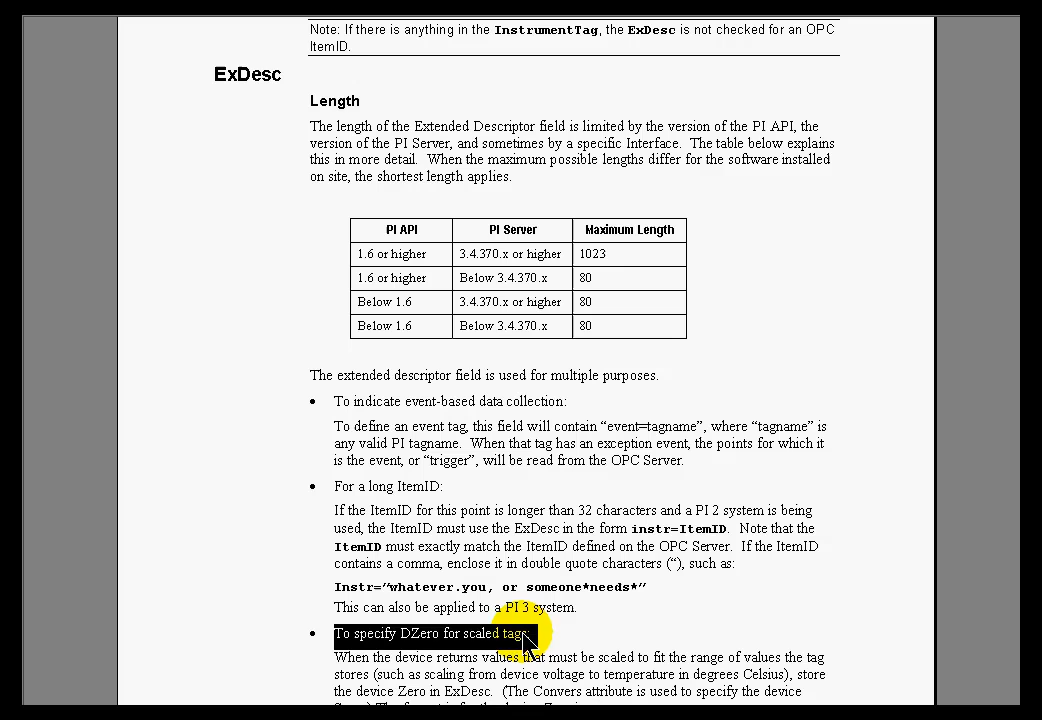 Note: If there is anything in the InstrumentTag, the ExDesc is not checked for an OPC
ItemID.
ExDesc
Length
The length of the Extended Descriptor field is limited by the version of the PI API, the
version of the PI Server, and sometimes by a specific Interface. The table below explains
this in more detail. When the maximum possible lengths differ for the software installed
on site, the shortest length applies.
PI API PI Server Maximum Length
1.6 or higher 3.4.370.x or higher 1023
1.6 or higher Below 3.4.370.x 80
Below 1.6 3.4.370.x or higher 80
Below 1.6 Below 3.4.370.x 80
The extended descriptor field is used for multiple purposes.
• To indicate event-based data collection:
To define an event tag, this field will contain “event=tagname”, where “tagname” is
any valid PI tagname. When that tag has an exception event, the points for which it
is the event, or “trigger”, will be read from the OPC Server.
• For a long ItemID:
If the ItemID for this point is longer than 32 characters and a PI 2 system is being
used, the ItemID must use the ExDesc in the form instr=ItemID. Note that the
ItemID must exactly match the ItemID defined on the OPC Server. If the ItemID
contains a comma, enclose it in double quote characters (“), such as:
Instr=”whatever.you, or someone*needs*”
This can also be applied to a PI 3 system.
• To specify DZero for scaled tags:
When the device returns values that must be scaled to fit the range of values the tag
stores (such as scaling from device voltage to temperature in degrees Celsius), store
the device Zero in ExDesc. (The Convers attribute is used to specify the device